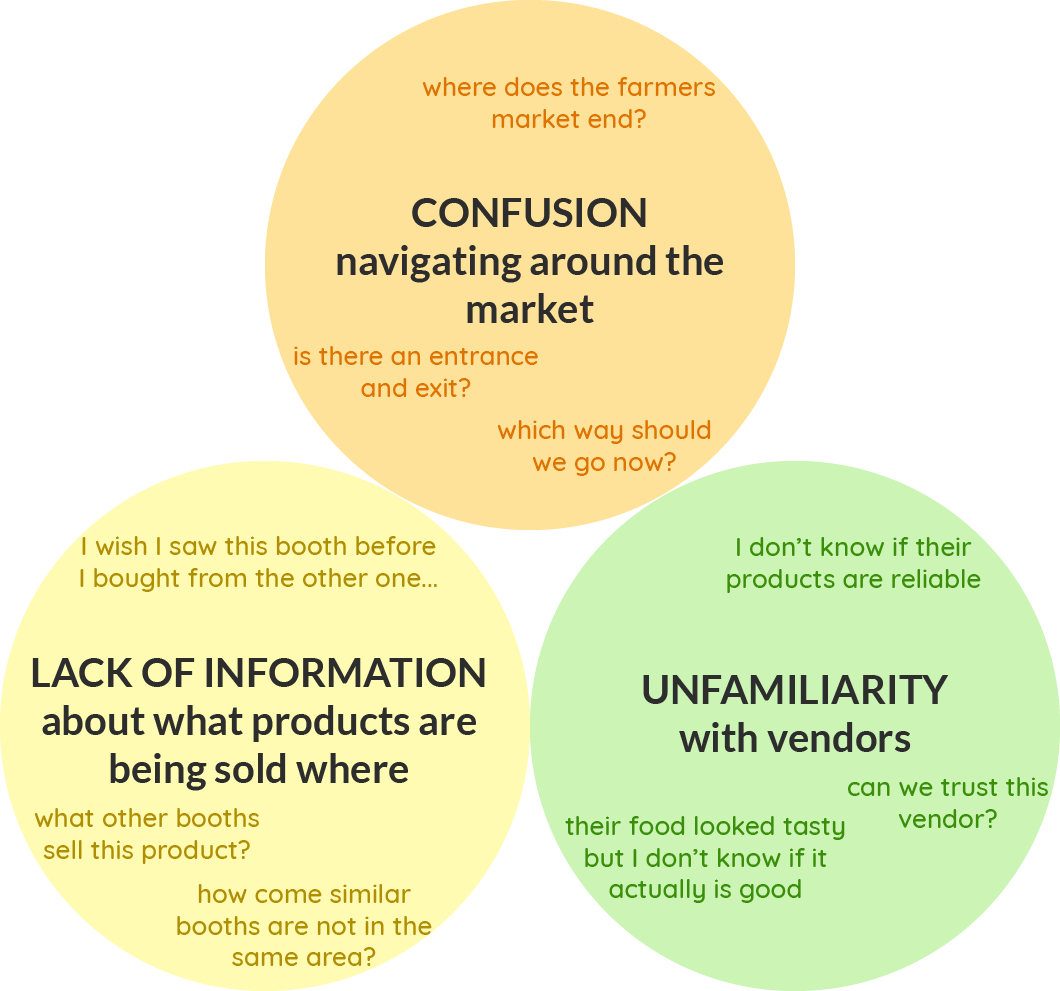 where does the farmers
market end?
CONFUSION
navigating around the
market
is there an entrance
and exit?
which way should
we go now?
I wish I saw this booth before
I bought from the other one...
LACK OF INFORMATION
about what products are
being sold where
what other booths
sell this product?
how come similar
booths are not in the
same area?
I don’t know if their
products are reliable
UNFAMILIARITY
with vendors
can we trust this
vendor?
their food looked tasty
but I don’t know if it
actually is good